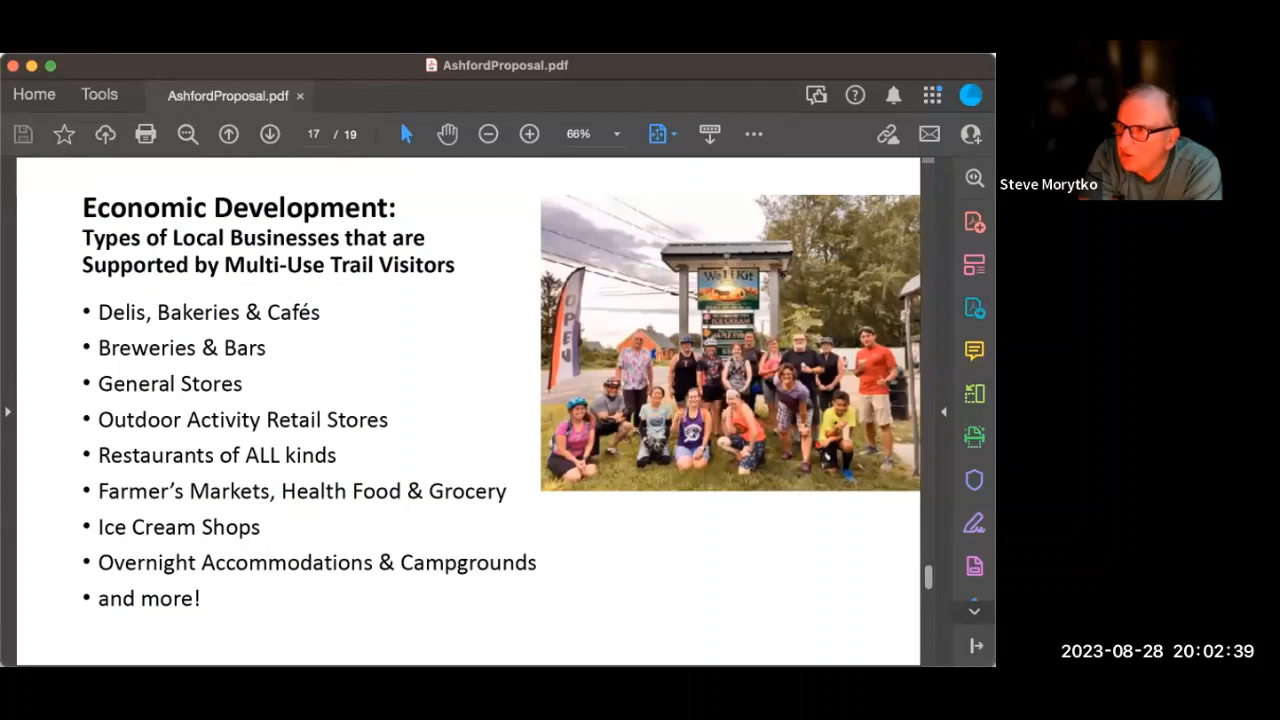 AshfordProposal.pdf
Home
Tools
AshfordProposal.pdf ×
17 / 19
66%
Economic Development:
Types of Local Businesses that are
Supported by Multi-Use Trail Visitors
• Delis, Bakeries & Cafés
• Breweries & Bars
• General Stores
• Outdoor Activity Retail Stores
• Restaurants of ALL kinds
• Farmer’s Markets, Health Food & Grocery
• Ice Cream Shops
• Overnight Accommodations & Campgrounds
• and more!
OPEN
ICE CREAM
Steve Morytko
2023-08-28 20:02:39